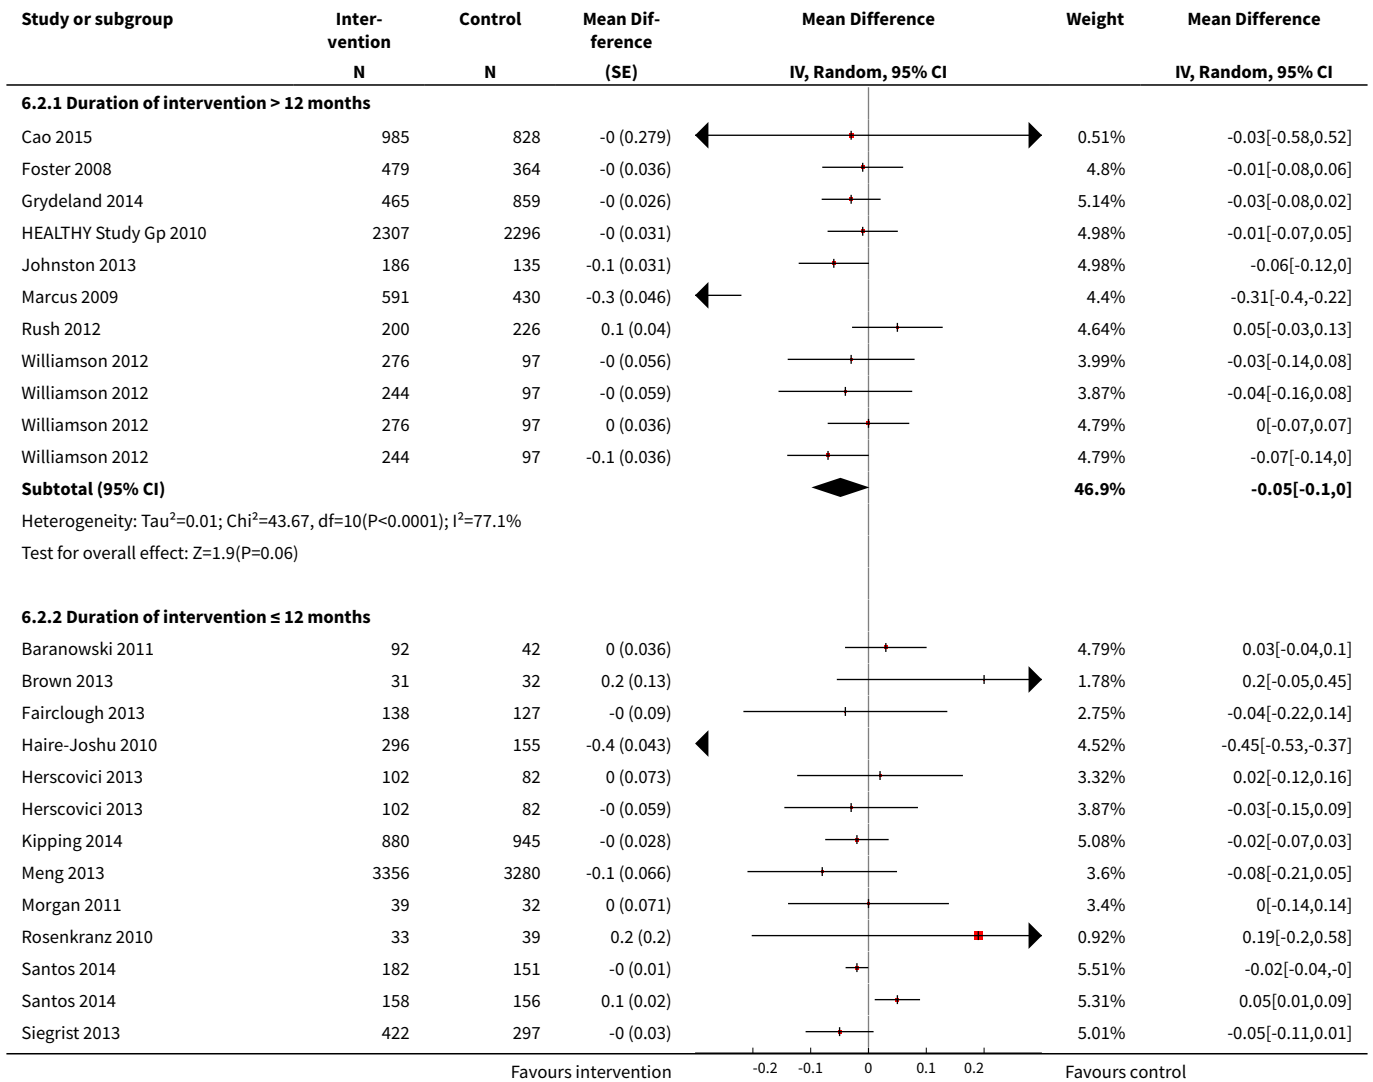 Study or subgroup Inter- Control Mean Dif- Mean Difference Weight Mean Difference
vention ference
N N (SE) IV, Random, 95% CI IV, Random, 95% CI
6.2.1 Duration of intervention > 12 months
Cao 2015 985 828 -0 (0.279) 0.51% -0.03[-0.58,0.52]
Foster 2008 479 364 -0 (0.036) 4.8% -0.01[-0.08,0.06]
Grydeland 2014 465 859 -0 (0.026) 5.14% -0.03[-0.08,0.02]
HEALTHY Study Gp 2010 2307 2296 -0 (0.031) 4.98% -0.01[-0.07,0.05]
Johnston 2013 186 135 -0.1 (0.031) 4.98% -0.06[-0.12,0]
Marcus 2009 591 430 -0.3 (0.046) 4.4% -0.31[-0.4,-0.22]
Rush 2012 200 226 0.1 (0.04) 4.64% 0.05[-0.03,0.13]
Williamson 2012 276 97 -0 (0.056) 3.99% -0.03[-0.14,0.08]
Williamson 2012 244 97 -0 (0.059) 3.87% -0.04[-0.16,0.08]
Williamson 2012 276 97 0 (0.036) 4.79% 0[-0.07,0.07]
Williamson 2012 244 97 -0.1 (0.036) 4.79% -0.07[-0.14,0]
Subtotal (95% CI) 46.9% -0.05[-0.1,0]
Heterogeneity: Tau²=0.01; Chi²=43.67, df=10(P<0.0001); I²=77.1%
Test for overall effect: Z=1.9(P=0.06)
6.2.2 Duration of intervention ≤ 12 months
Baranowski 2011 92 42 0 (0.036) 4.79% 0.03[-0.04,0.1]
Brown 2013 31 32 0.2 (0.13) 1.78% 0.2[-0.05,0.45]
Fairclough 2013 138 127 -0 (0.09) 2.75% -0.04[-0.22,0.14]
Haire-Joshu 2010 296 155 -0.4 (0.043) 4.52% -0.45[-0.53,-0.37]
Herscovici 2013 102 82 0 (0.073) 3.32% 0.02[-0.12,0.16]
Herscovici 2013 102 82 -0 (0.059) 3.87% -0.03[-0.15,0.09]
Kipping 2014 880 945 -0 (0.028) 5.08% -0.02[-0.07,0.03]
Meng 2013 3356 3280 -0.1 (0.066) 3.6% -0.08[-0.21,0.05]
Morgan 2011 39 32 0 (0.071) 3.4% 0[-0.14,0.14]
Rosenkranz 2010 33 39 0.2 (0.2) 0.92% 0.19[-0.2,0.58]
Santos 2014 182 151 -0 (0.01) 5.51% -0.02[-0.04,-0]
Santos 2014 158 156 0.1 (0.02) 5.31% 0.05[0.01,0.09]
Siegrist 2013 422 297 -0 (0.03) 5.01% -0.05[-0.11,0.01]
Favours intervention -0.2 -0.1 0 0.1 0.2 Favours control